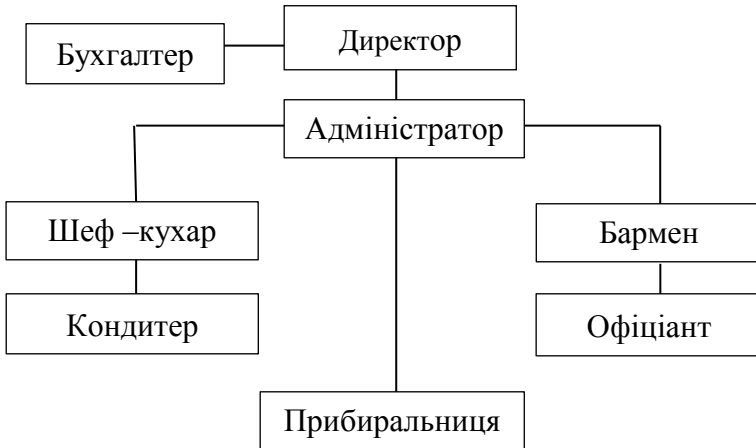 Бухгалтер
Директор
Адміністратор
Шеф –кухар
Бармен
Кондитер
Офіціант
Прибиральниця